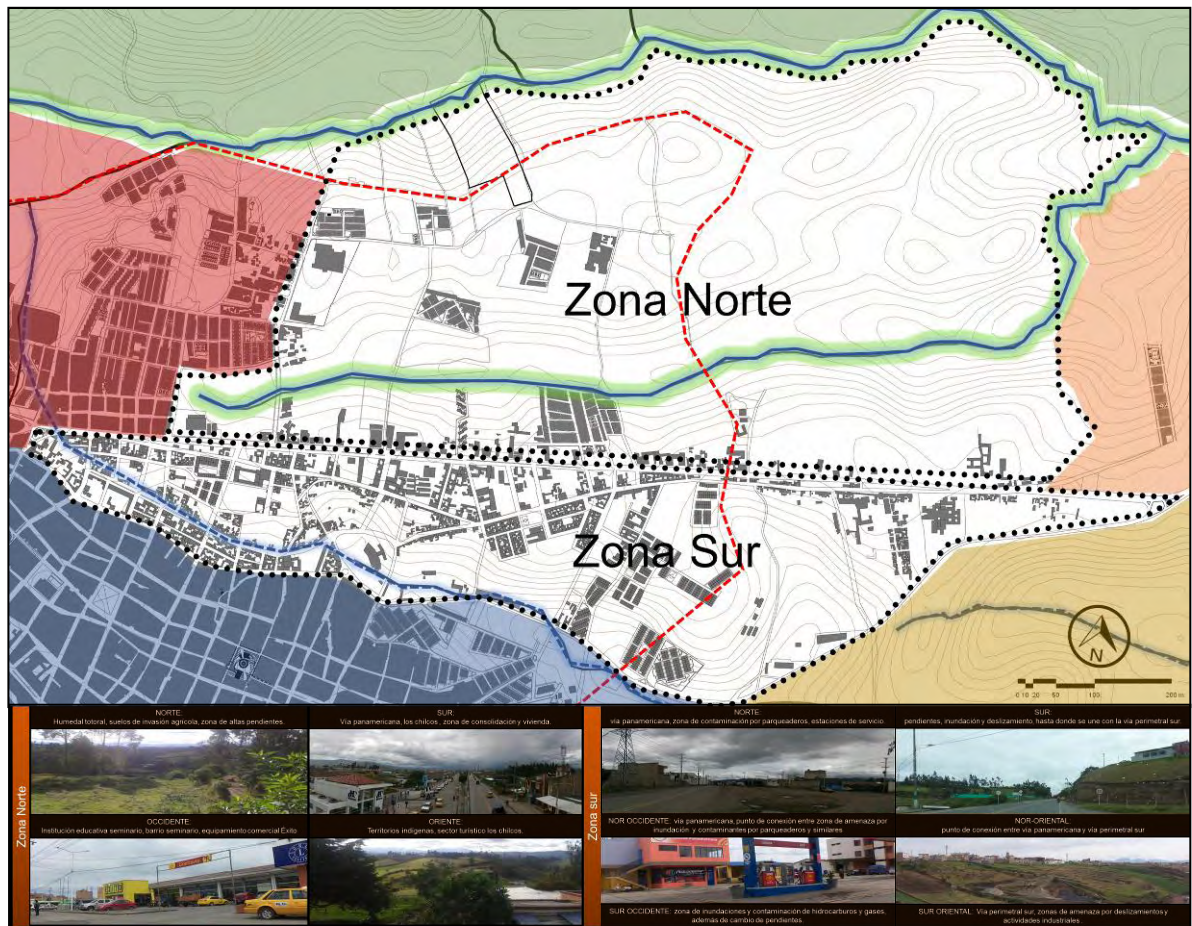 Zona Norte
Zona Sur
N
0 10 20 50 100 200 m
Zona Norte
NORTE:
Humedal totoral, suelos de invasión agrícola, zona de altas pendientes.
SUR:
Vía panamericana, los chilcos , zona de consolidación y vivienda.
OCCIDENTE:
Institución educativa seminario, barrio seminario, equipamiento comercial Éxito
ORIENTE:
Territorios indígenas, sector turístico los chilcos.
Zona sur
NORTE:
vía panamericana, zona de contaminación por parqueaderos, estaciones de servicio.
SUR:
pendientes, inundación y deslizamiento, hasta donde se une con la vía perimetral sur.
NOR OCCIDENTE: vía panamericana, punto de conexión entre zona de amenaza por
inundación y contaminantes por parqueaderos y similares
NOR-ORIENTAL:
punto de conexión entre vía panamericana y vía perimetral sur
SUR OCCIDENTE: zona de inundaciones y contaminación de hidrocarburos y gases,
además de cambio de pendientes.
SUR ORIENTAL: Vía perimetral sur, zonas de amenaza por deslizamientos y
actividades industriales